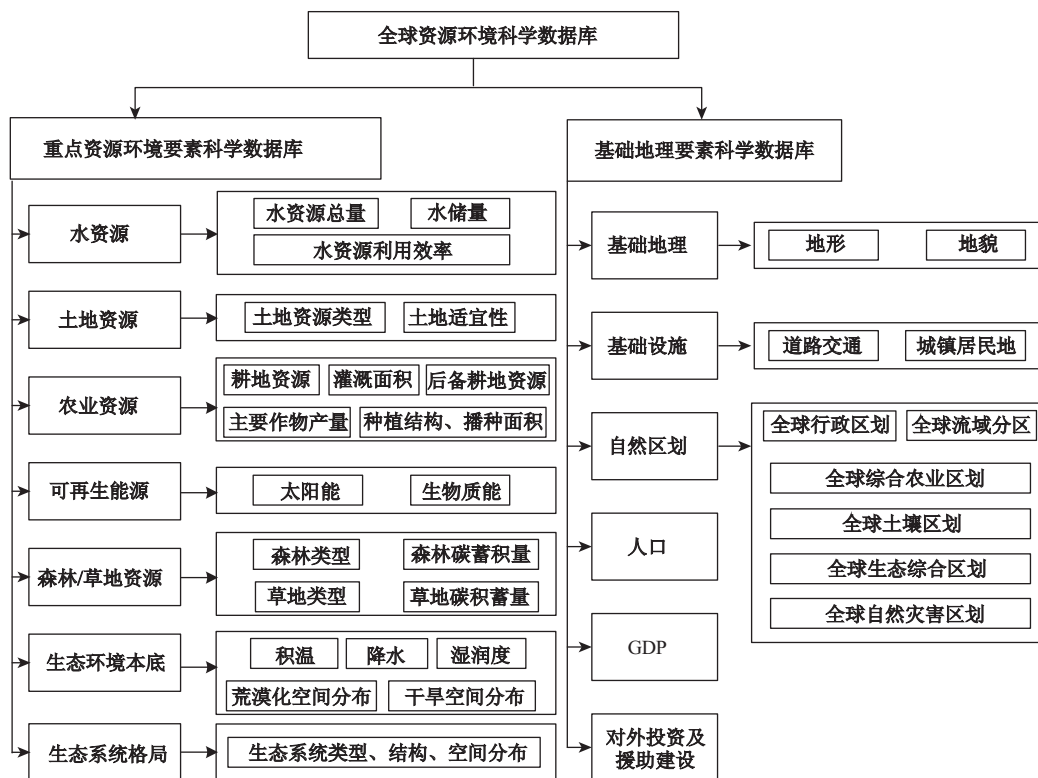 全球资源环境科学数据库
重点资源环境要素科学数据库
水资源
水资源总量 水储量
水资源利用效率
土地资源
土地资源类型 土地适宜性
农业资源
耕地资源 灌溉面积 后备耕地资源
主要作物产量 种植结构、播种面积
可再生能源
太阳能 生物质能
森林/草地资源
森林类型 森林碳蓄积量
草地类型 草地碳积蓄量
生态环境本底
积温 降水 湿润度
荒漠化空间分布 干旱空间分布
生态系统格局
生态系统类型、结构、空间分布
基础地理要素科学数据库
基础地理
地形 地貌
基础设施
道路交通 城镇居民地
自然区划
全球行政区划 全球流域分区
全球综合农业区划
全球土壤区划
全球生态综合区划
全球自然灾害区划
人口
GDP
对外投资及
援助建设